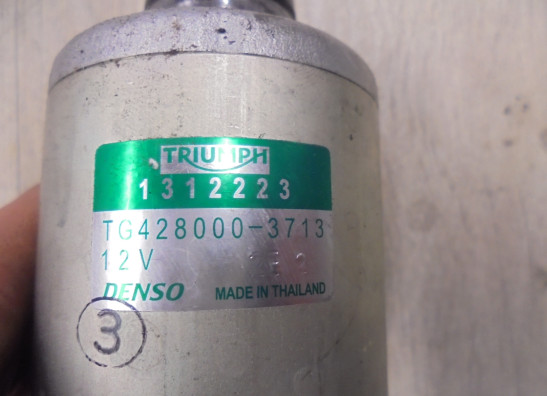 TRIUMPH
1312223
TG428000-3713
12V
DENSO MADE IN THAILAND
3